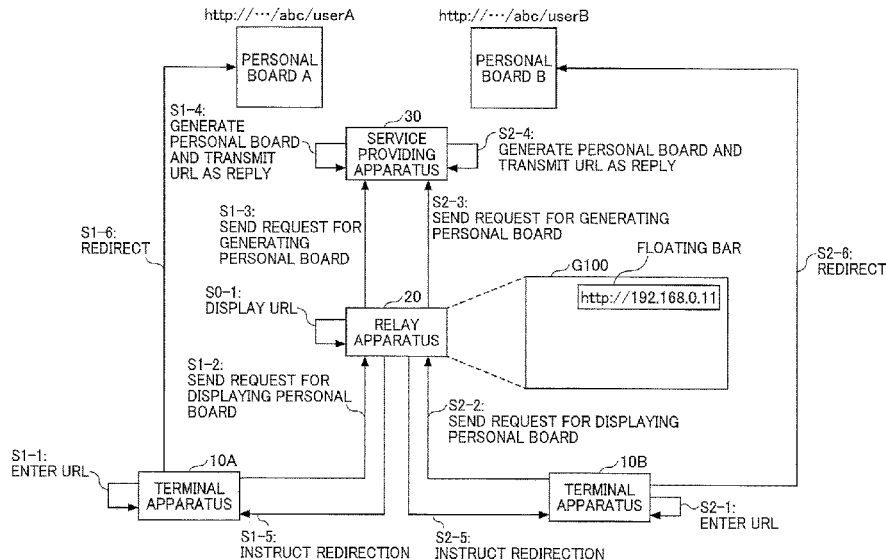 http://…/abc/userA
http://…/abc/userB
PERSONAL
BOARD A
PERSONAL
BOARD B
S1-4:
GENERATE
PERSONAL BOARD
AND TRANSMIT
URL AS REPLY
30
SERVICE
PROVIDING
APPARATUS
S2-4:
GENERATE PERSONAL BOARD AND
TRANSMIT URL AS REPLY
S1-3:
SEND REQUEST FOR
GENERATING
PERSONAL BOARD
S2-3:
SEND REQUEST FOR GENERATING
PERSONAL BOARD
S1-6:
REDIRECT
S2-6:
REDIRECT
G100
FLOATING BAR
http://192.168.0.11
S0-1:
DISPLAY URL
20
RELAY
APPARATUS
S1-2:
SEND REQUEST FOR
DISPLAYING PERSONAL
BOARD
S2-2:
SEND REQUEST FOR DISPLAYING
PERSONAL BOARD
S1-1:
ENTER URL
10A
TERMINAL
APPARATUS
10B
TERMINAL
APPARATUS
S2-1:
ENTER URL
S1-5:
INSTRUCT REDIRECTION
S2-5:
INSTRUCT REDIRECTION